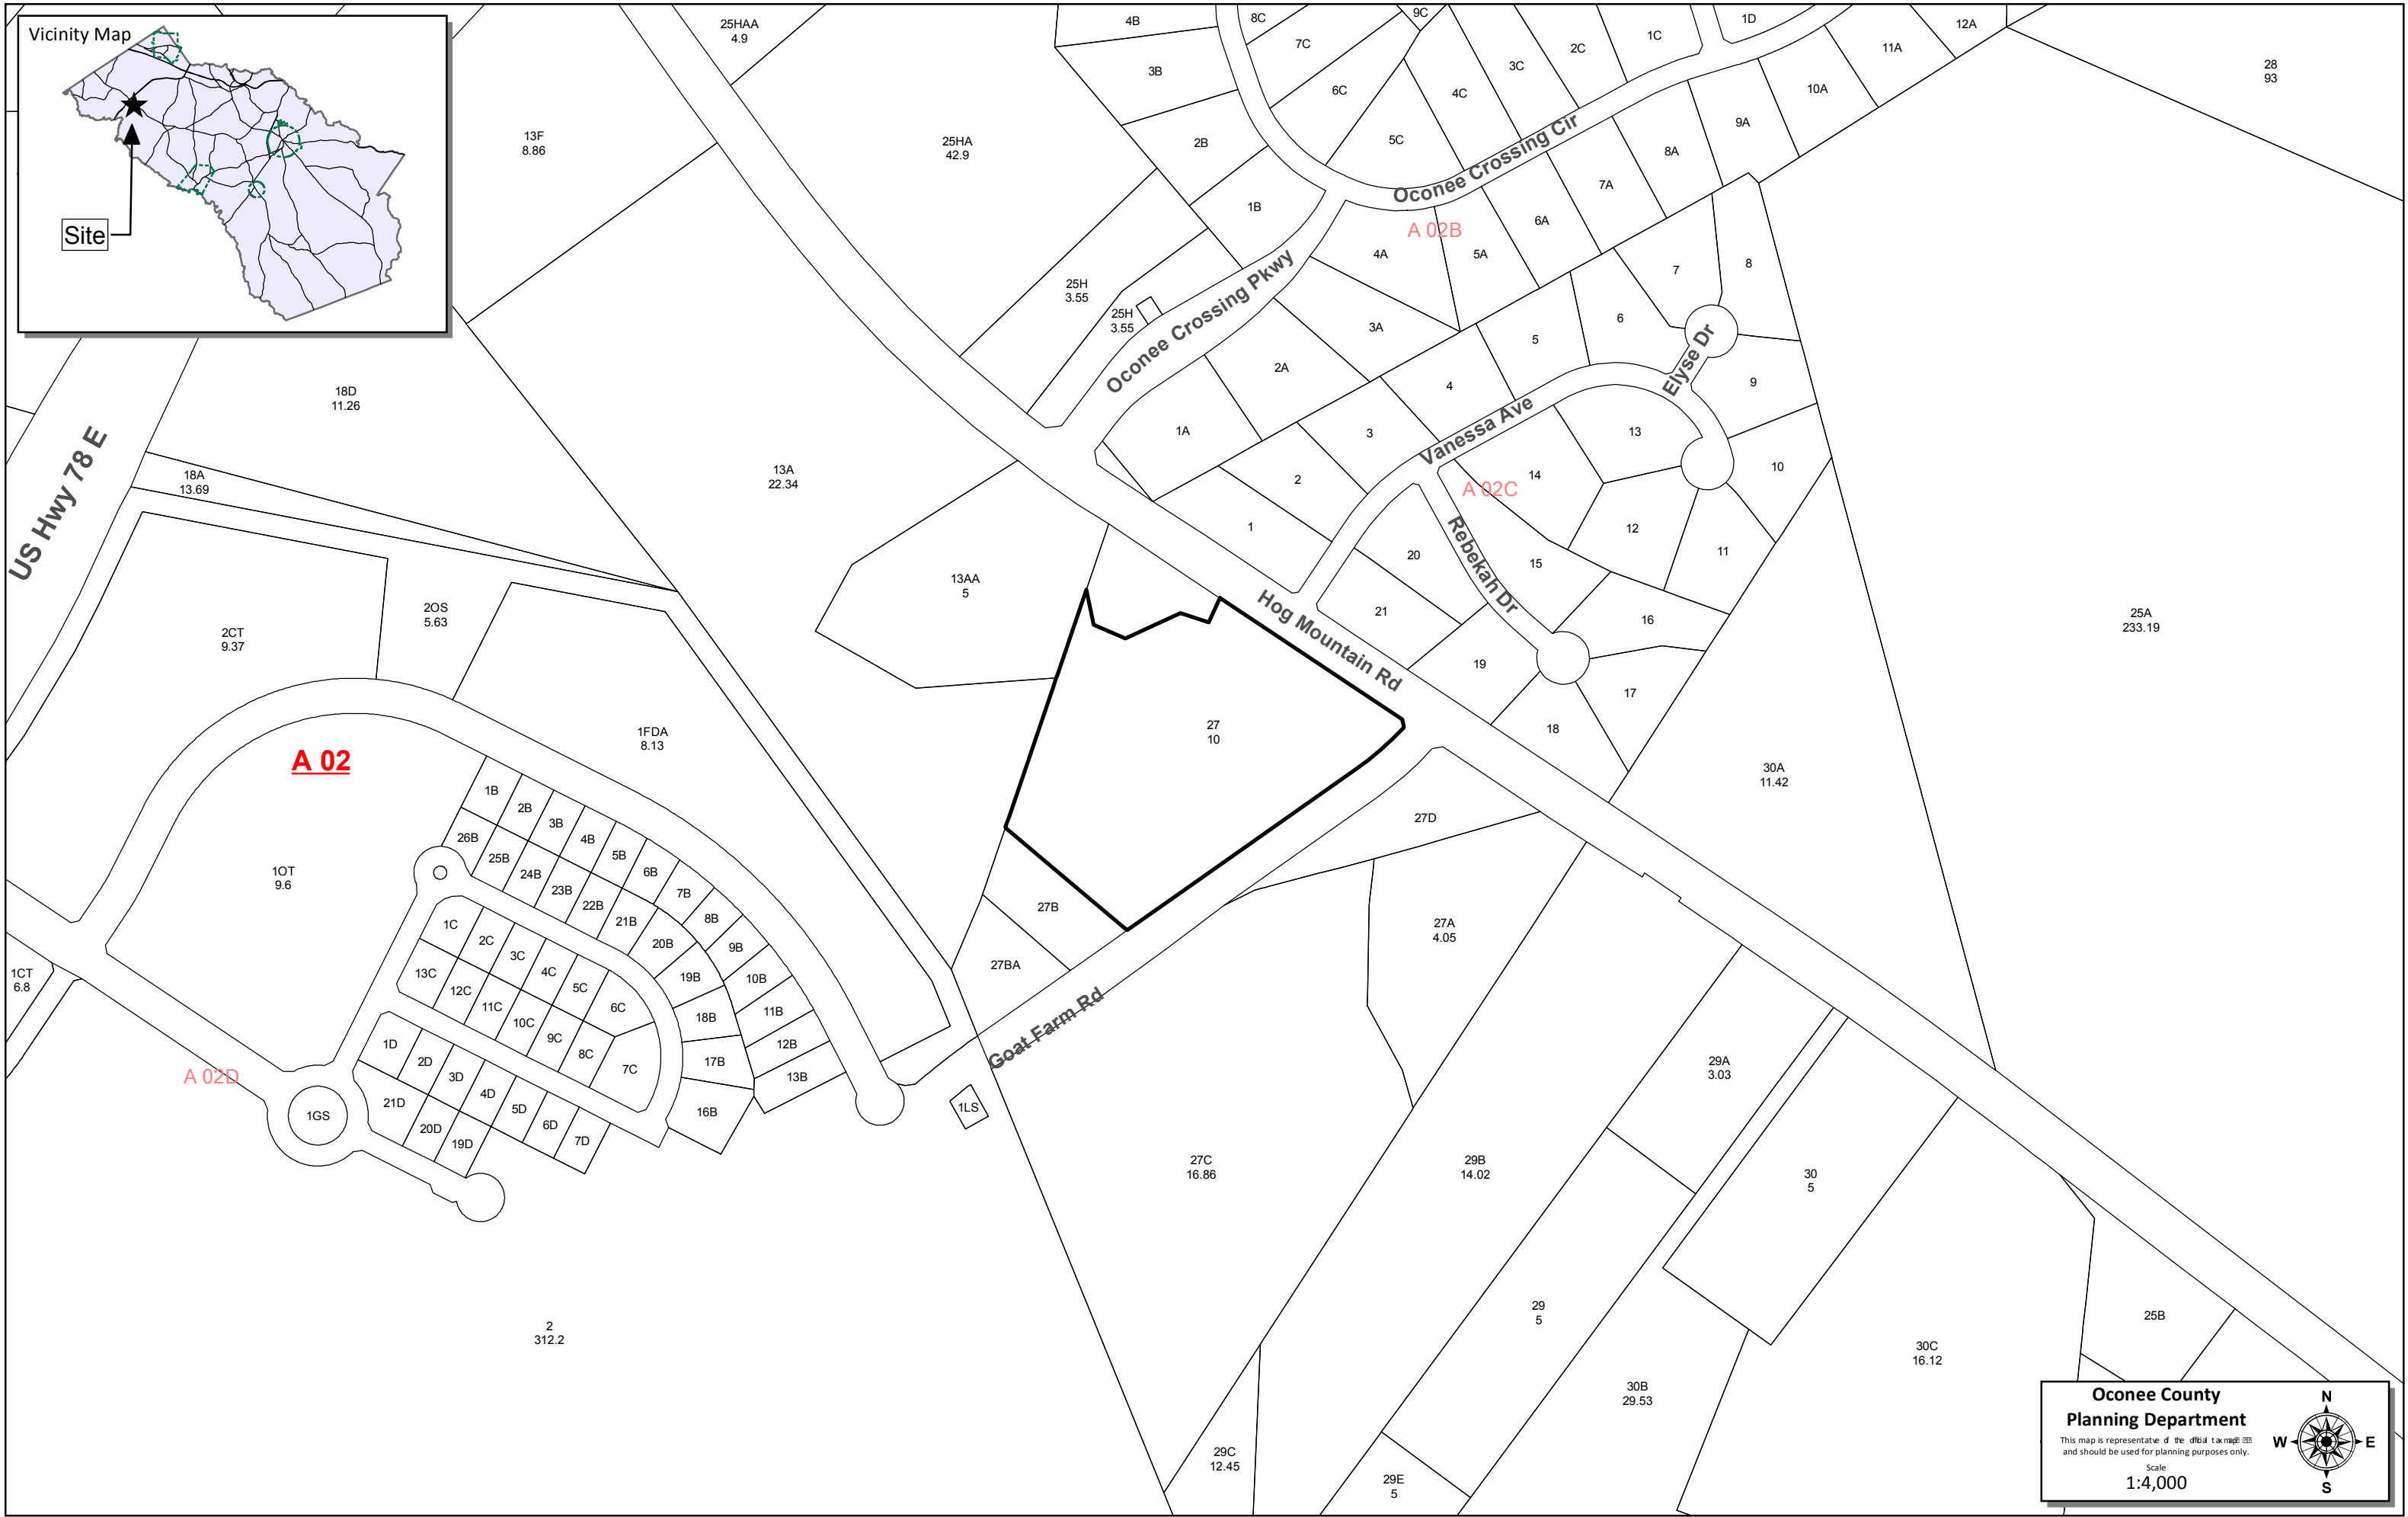 Vicinity Map
Site
25HAA
4.9
4B
8C
9C
7C
3B
6C
3C
2C
1C
1D
12A
11A
28
93
4C
10A
13F
8.86
25HA
42.9
2B
5C
9A
8A
Oconee Crossing Cir
7A
1B
6A
A 02B
4A
5A
7
8
25H
3.55
25H
3.55
Oconee Crossing Pkwy
3A
6
5
Elyse Dr
2A
4
9
18D
11.26
1A
3
Vanessa Ave
13
US Hwy 78 E
18A
13.69
13A
22.34
2
14
A 02C
10
1
12
11
20
Rebekah Dr
15
13AA
5
2OS
5.63
2CT
9.37
21
16
25A
233.19
Hog Mountain Rd
19
17
27
10
18
1FDA
8.13
A 02
30A
11.42
1B
2B
3B
4B
5B
6B
7B
8B
9B
10B
11B
12B
13B
26B
25B
24B
23B
22B
21B
20B
19B
18B
17B
16B
27D
1OT
9.6
27B
27BA
27A
4.05
1C
2C
3C
4C
5C
6C
13C
12C
11C
10C
9C
8C
7C
1CT
6.8
Goat Farm Rd
1D
2D
3D
4D
5D
6D
7D
21D
20D
19D
A 02D
1GS
1LS
29A
3.03
27C
16.86
29B
14.02
30
5
29
5
2
312.2
30C
16.12
25B
30B
29.53
29C
12.45
29E
5
Oconee County
Planning Department
This map is representative of the official tax map
and should be used for planning purposes only.
Scale
1:4,000
N
W
E
S